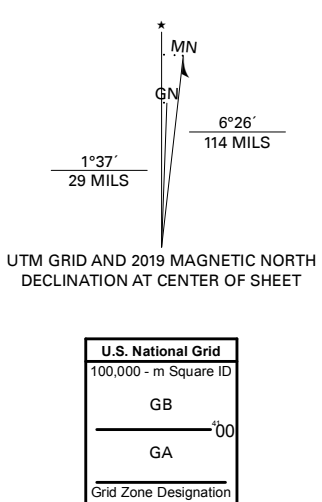 ★
MN
GN
6°26´
114 MILS
1°37´
29 MILS
UTM GRID AND 2019 MAGNETIC NORTH
DECLINATION AT CENTER OF SHEET
U.S. National Grid
100,000 - m Square ID
GB
⁴¹00
GA
Grid Zone Designation